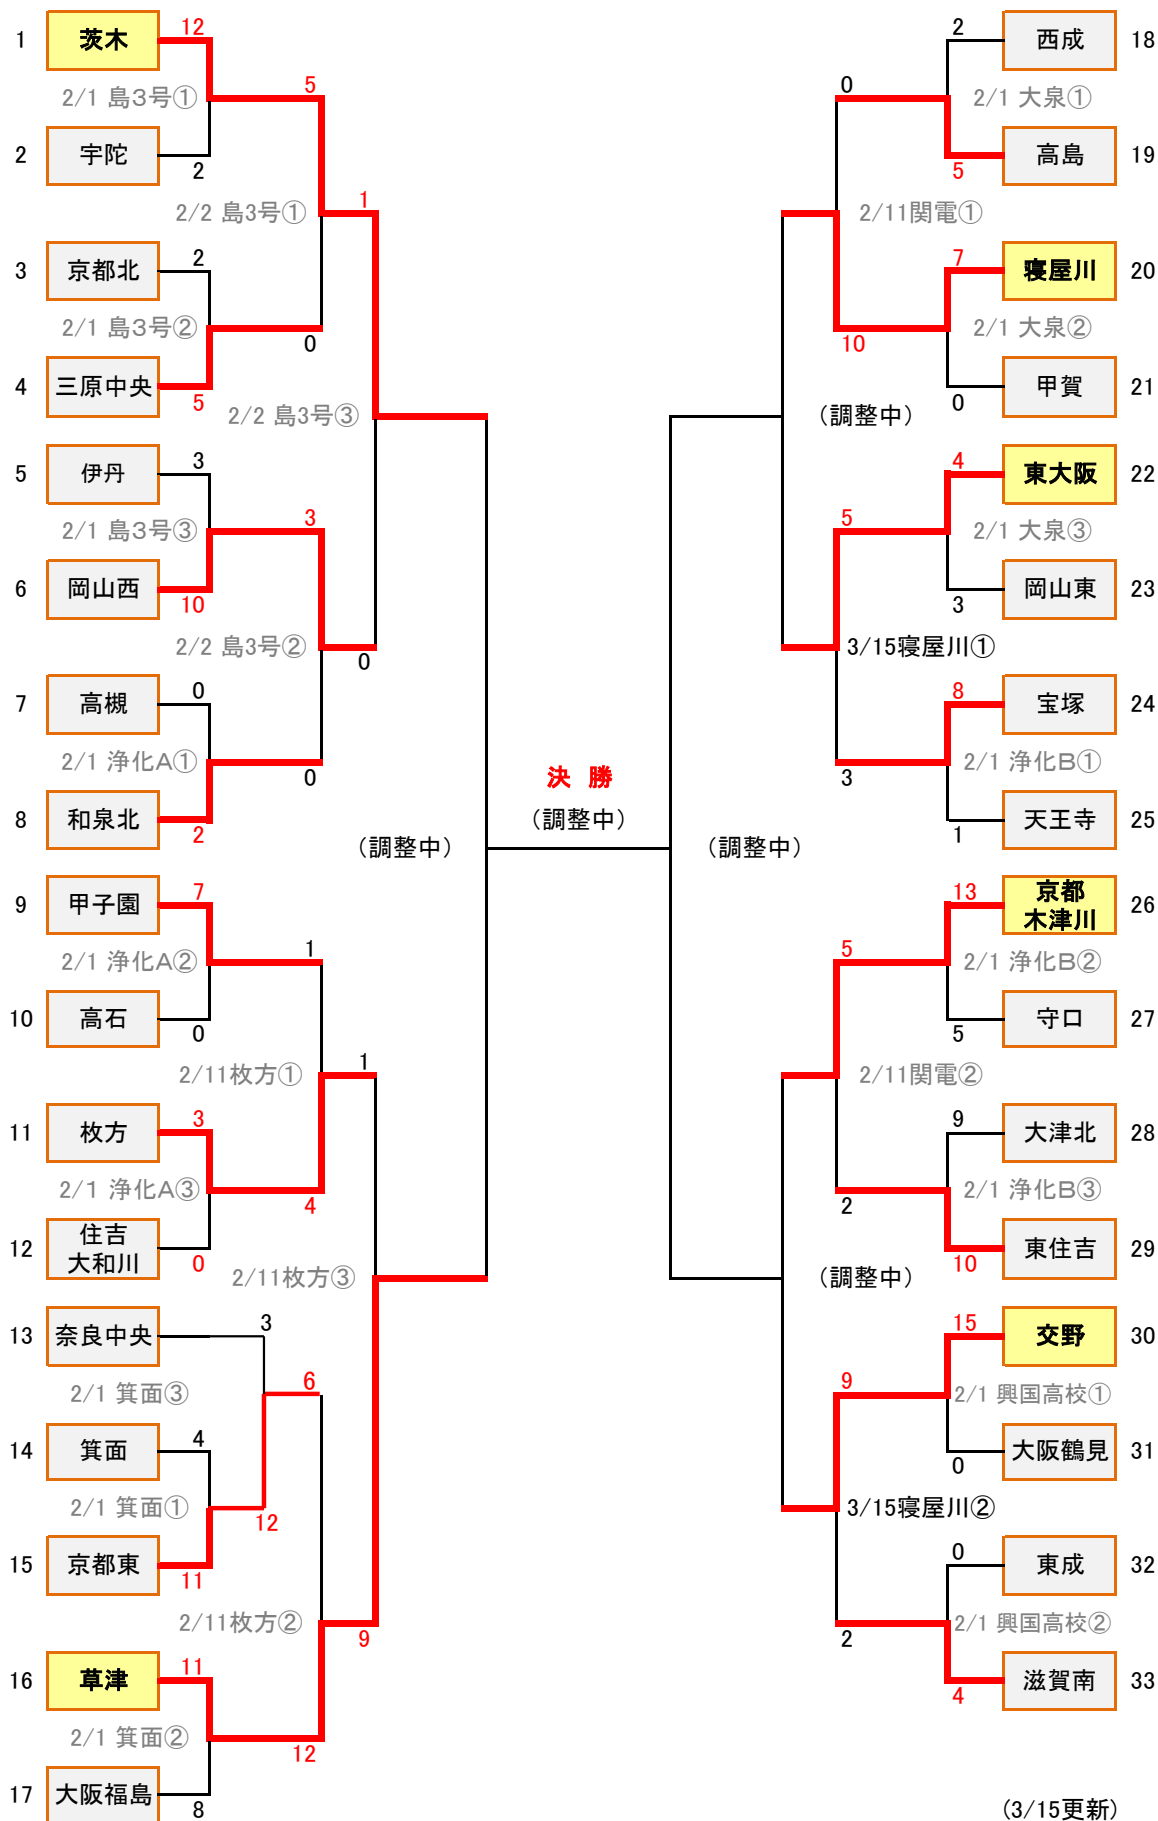 12
1 茨木
2/1 島3号①
5
2 宇陀
2
1
2/2 島3号①
3 京都北
2
2/1 島3号②
0
4 三原中央
5
2/2 島3号③
5 伊丹
3
2/1 島3号③
3
6 岡山西
10
2/2 島3号②
0
7 高槻
0
2/1 浄化A①
0
8 和泉北
2
(調整中)
9 甲子園
7
2/1 浄化A②
1
10 高石
0
2/11枚方①
1
11 枚方
3
2/1 浄化A③
4
12 住吉
大和川
0
2/11枚方③
13 奈良中央
3
2/1 箕面③
6
14 箕面
4
2/1 箕面①
12
15 京都東
11
2/11枚方②
9
16 草津
11
2/1 箕面②
12
17 大阪福島
8
決 勝
(調整中)
2
西成 18
0
2/1 大泉①
高島 19
5
2/11関電①
7
寝屋川 20
2/1 大泉②
10
甲賀 21
0
(調整中)
4
東大阪 22
5
2/1 大泉③
岡山東 23
3
3/15寝屋川①
8
宝塚 24
2/1 浄化B①
3
天王寺 25
1
(調整中)
13
京都
木津川 26
5
2/1 浄化B②
守口 27
5
2/11関電②
9
大津北 28
2/1 浄化B③
2
東住吉 29
10
(調整中)
15
交野 30
9
2/1 興国高校①
大阪鶴見 31
0
3/15寝屋川②
0
東成 32
2/1 興国高校②
2
滋賀南 33
4
(3/15更新)